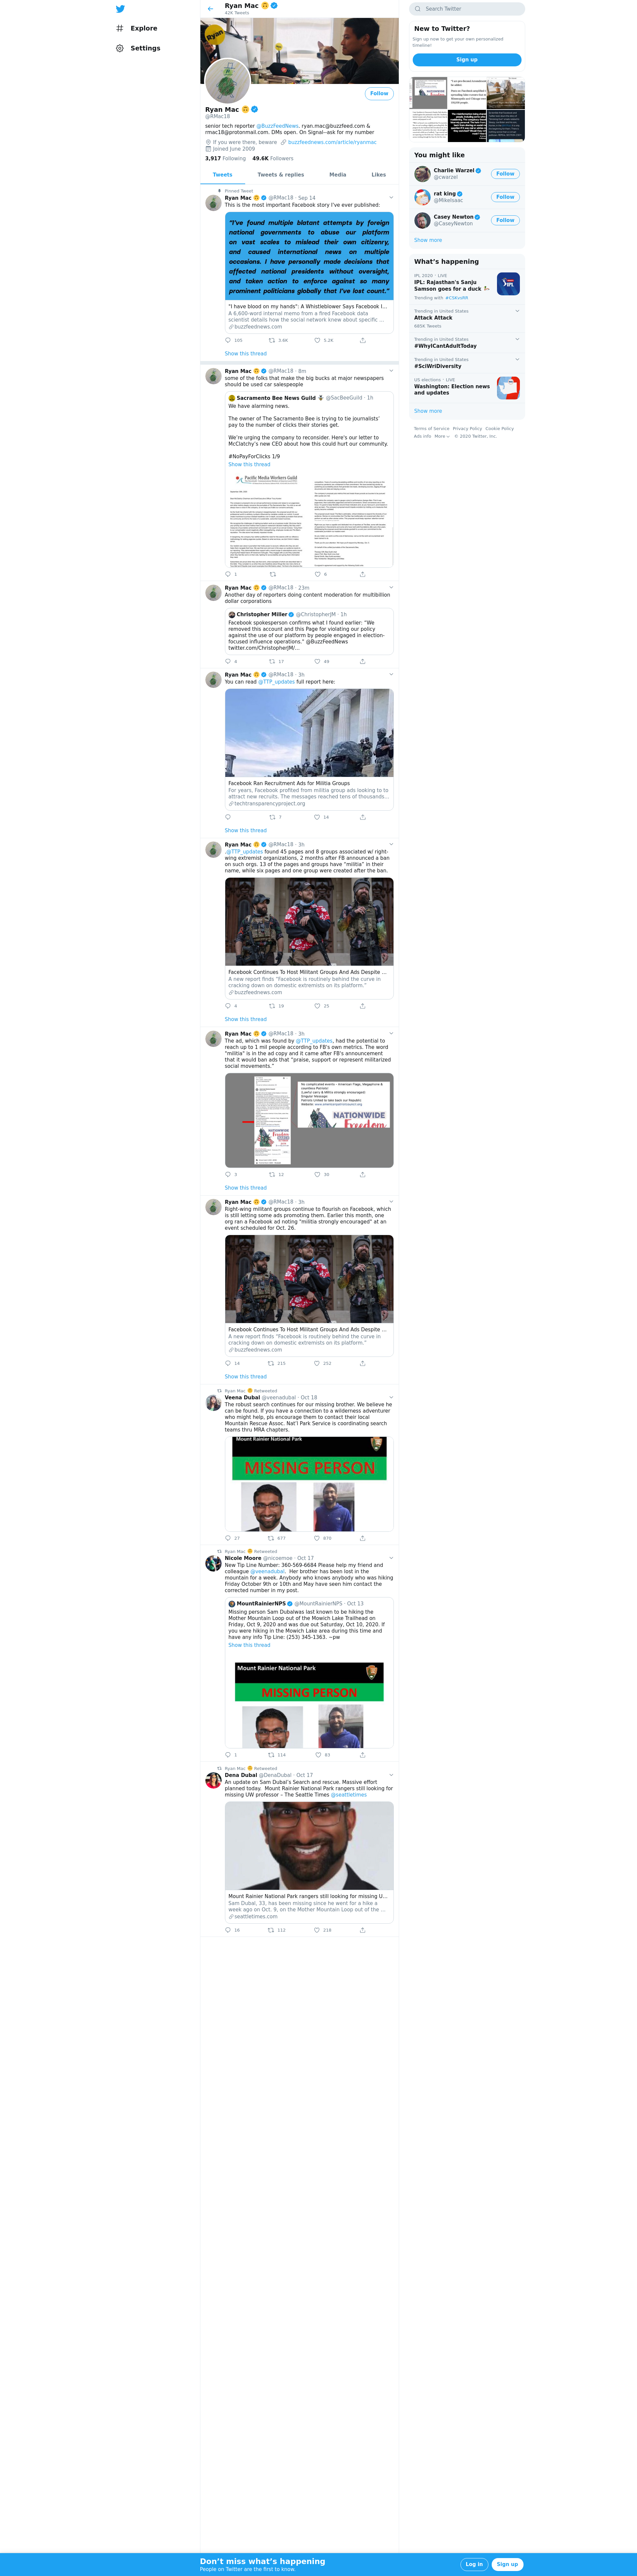 Explore
Settings
Ryan Mac
42K Tweets
Follow
Ryan Mac
@RMac18
senior tech reporter @BuzzFeedNews, ryan.mac@buzzfeed.com &
rmac18@protonmail.com, DMs open. On Signal--ask for my number
If you were there, beware buzzfeednews.com/article/ryanmac
Joined June 2009
3,917 Following 49.6K Followers
Tweets Tweets & replies Media Likes
Pinned Tweet
Ryan Mac @RMac18 · Sep 14
This is the most important Facebook story I've ever published:
"I've found multiple blatant attempts by foreign
national governments to abuse our platform
on vast scales to mislead their own citizenry,
and caused international news on multiple
occasions. I have personally made decisions that
affected national presidents without oversight,
and taken action to enforce against so many
prominent politicians globally that I've lost count."
"I have blood on my hands": A Whistleblower Says Facebook I...
A 6,600-word internal memo from a fired Facebook data
scientist details how the social network knew about specific ...
buzzfeednews.com
105 3.6K 5.2K
Show this thread
Ryan Mac @RMac18 · 8m
some of the folks that make the big bucks at major newspapers
should be used car salespeople
Sacramento Bee News Guild @SacBeeGuild · 1h
We have alarming news.
The owner of The Sacramento Bee is trying to tie journalists'
pay to the number of clicks their stories get.
We're urging the company to reconsider. Here's our letter to
McClatchy's new CEO about how this could hurt our community.
#NoPayForClicks 1/9
Show this thread
Pacific Media Workers Guild
1 6
Ryan Mac @RMac18 · 23m
Another day of reporters doing content moderation for multibillion
dollar corporations
Christopher Miller @ChristopherJM · 1h
Facebook spokesperson confirms what I found earlier: "We
removed this account and this Page for violating our policy
against the use of our platform by people engaged in election-
focused influence operations." @BuzzFeedNews
twitter.com/ChristopherJM/...
4 17 49
Ryan Mac @RMac18 · 3h
You can read @TTP_updates full report here:
Facebook Ran Recruitment Ads for Militia Groups
For years, Facebook profited from militia group ads looking to to
attract new recruits. The messages reached tens of thousands...
techtransparencyproject.org
7 14
Show this thread
Ryan Mac @RMac18 · 3h
.@TTP_updates found 45 pages and 8 groups associated w/ right-
wing extremist organizations, 2 months after FB announced a ban
on such orgs. 13 of the pages and groups have "militia" in their
name, while six pages and one group were created after the ban.
Facebook Continues To Host Militant Groups And Ads Despite ...
A new report finds "Facebook is routinely behind the curve in
cracking down on domestic extremists on its platform."
buzzfeednews.com
4 19 25
Show this thread
Ryan Mac @RMac18 · 3h
The ad, which was found by @TTP_updates, had the potential to
reach up to 1 mil people according to FB's own metrics. The word
"militia" is in the ad copy and it came after FB's announcement
that it would ban ads that "praise, support or represent militarized
social movements."
NATIONWIDE
Freedom
3 12 30
Show this thread
Ryan Mac @RMac18 · 3h
Right-wing militant groups continue to flourish on Facebook, which
is still letting some ads promoting them. Earlier this month, one
org ran a Facebook ad noting "militia strongly encouraged" at an
event scheduled for Oct. 26.
Facebook Continues To Host Militant Groups And Ads Despite ...
A new report finds "Facebook is routinely behind the curve in
cracking down on domestic extremists on its platform."
buzzfeednews.com
14 215 252
Show this thread
Ryan Mac Retweeted
Veena Dubal @veenadubal · Oct 18
The robust search continues for our missing brother. We believe he
can be found. If you have a connection to a wilderness adventurer
who might help, pls encourage them to contact their local
Mountain Rescue Assoc. Nat'l Park Service is coordinating search
teams thru MRA chapters.
Mount Rainier National Park
MISSING PERSON
27 677 670
Ryan Mac Retweeted
Nicole Moore @nicoemoe · Oct 17
New Tip Line Number: 360-569-6684 Please help my friend and
colleague @veenadubal. Her brother has been lost in the
mountain for a week. Anybody who knows anybody who was hiking
Friday October 9th or 10th and May have seen him contact the
corrected number in my post.
MountRainierNPS @MountRainierNPS · Oct 13
Missing person Sam Dubalwas last known to be hiking the
Mother Mountain Loop out of the Mowich Lake Trailhead on
Friday, Oct 9, 2020 and was due out Saturday, Oct 10, 2020. If
you were hiking in the Mowich Lake area during this time and
have any info Tip Line: (253) 345-1363. ~pw
Show this thread
Mount Rainier National Park
MISSING PERSON
1 114 87
Ryan Mac Retweeted
Dena Dubal @DenaDubal · Oct 17
An update on Sam Dubal's Search and rescue. Massive effort
planned today. Mount Rainier National Park rangers still looking for
missing UW professor – The Seattle Times @seattletimes
Mount Rainier National Park rangers still looking for missing U...
Sam Dubal, 33, has been missing since he went for a hike a
week ago on Oct. 9, on the Mother Mountain Loop out of the ...
seattletimes.com
16 112 218
Search Twitter
New to Twitter?
Sign up now to get your own personalized
timeline!
Sign up
You might like
Charlie Warzel
@cwarzel
Follow
rat king
@MikeIsaac
Follow
Casey Newton
@CaseyNewton
Follow
Show more
What's happening
IPL 2020 · LIVE
IPL: Rajasthan's Sanju
Samson goes for a duck
Trending with #CSKvsRR
Trending in United States
Attack Attack
685K Tweets
Trending in United States
#WhyICantAdultToday
Trending in United States
#SciWriDiversity
US elections · LIVE
Washington: Election news
and updates
Show more
Terms of Service Privacy Policy Cookie Policy
Ads info More © 2020 Twitter, Inc.
Don't miss what's happening
People on Twitter are the first to know.
Log in
Sign up